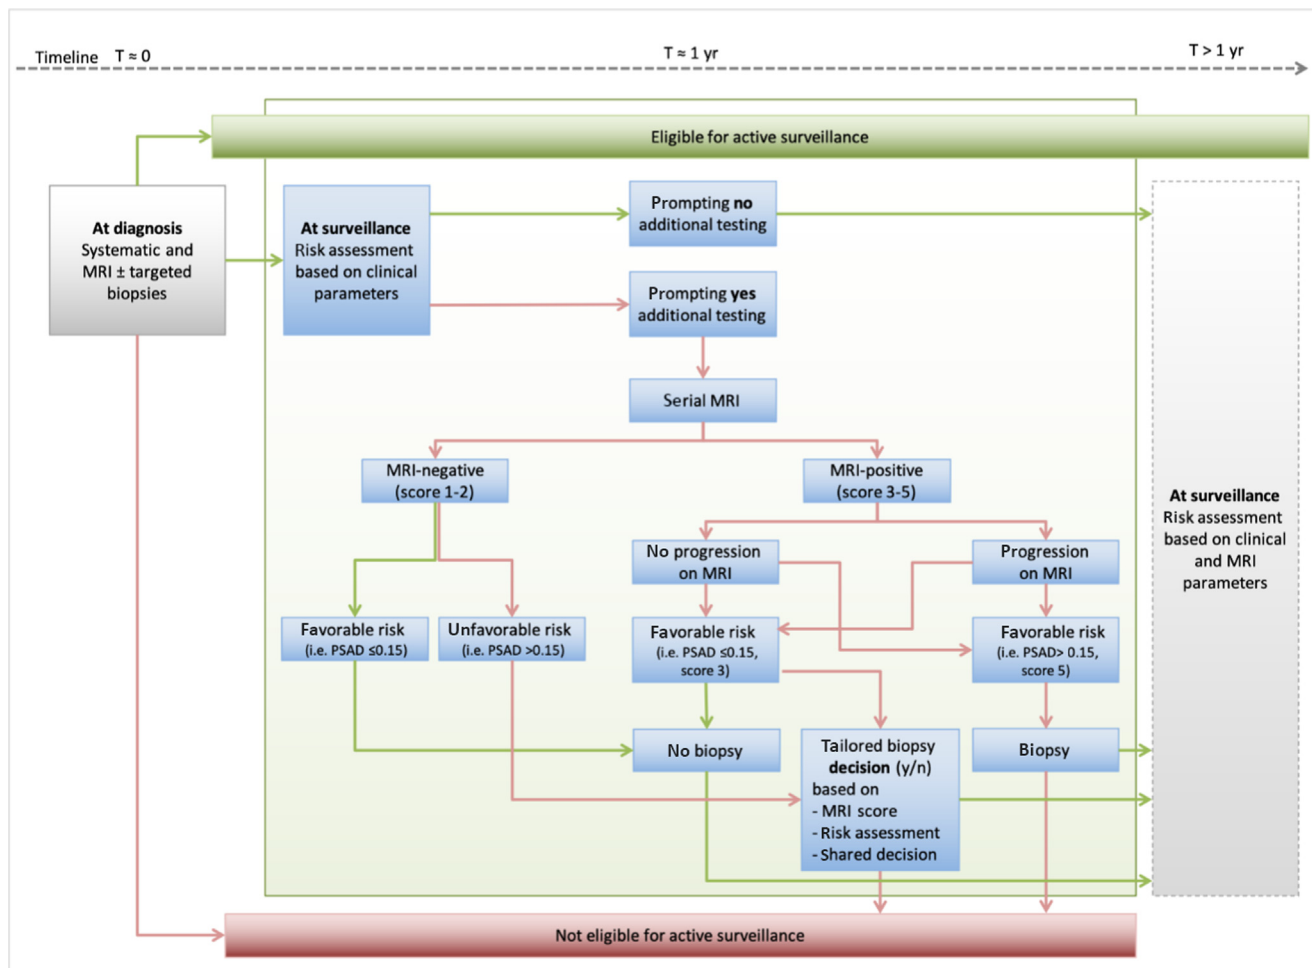 Timeline T ≈ 0
T ≈ 1 yr
T > 1 yr
Eligible for active surveillance
At diagnosis
Systematic and
MRI ± targeted
biopsies
At surveillance
Risk assessment
based on clinical
parameters
Prompting no
additional testing
Prompting yes
additional testing
Serial MRI
MRI-negative
(score 1-2)
MRI-positive
(score 3-5)
No progression
on MRI
Progression
on MRI
Favorable risk
(i.e. PSAD ≤0.15)
Unfavorable risk
(i.e. PSAD >0.15)
Favorable risk
(i.e. PSAD ≤0.15,
score 3)
Favorable risk
(i.e. PSAD> 0.15,
score 5)
No biopsy
Tailored biopsy
decision (y/n)
based on
- MRI score
- Risk assessment
- Shared decision
Biopsy
At surveillance
Risk assessment
based on clinical
and MRI
parameters
Not eligible for active surveillance